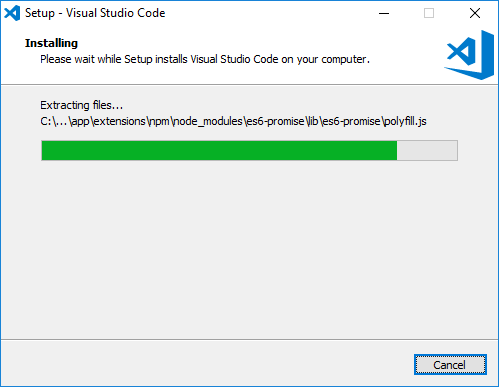 Setup - Visual Studio Code
Installing
Please wait while Setup installs Visual Studio Code on your computer.
Extracting files...
C:\...\app\extensions\npm\node_modules\es6-promise\lib\es6-promise\polyfill.js
Cancel